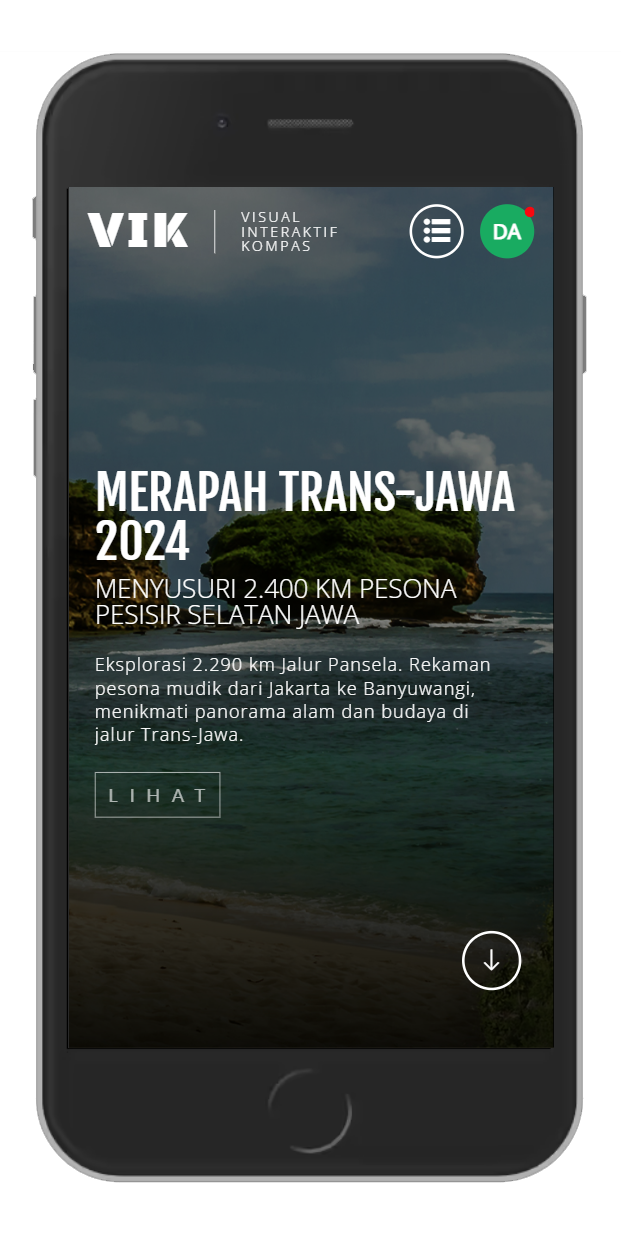 VIK
VISUAL
INTERAKTIF
KOMPAS
DA
MERAPAH TRANS-JAWA
2024
MENYUSURI 2.400 KM PESONA
PESISIR SELATAN JAWA
Eksplorasi 2.290 km Jalur Pansela. Rekaman
pesona mudik dari Jakarta ke Banyuwangi,
menikmati panorama alam dan budaya di
jalur Trans-Jawa.
LIHAT